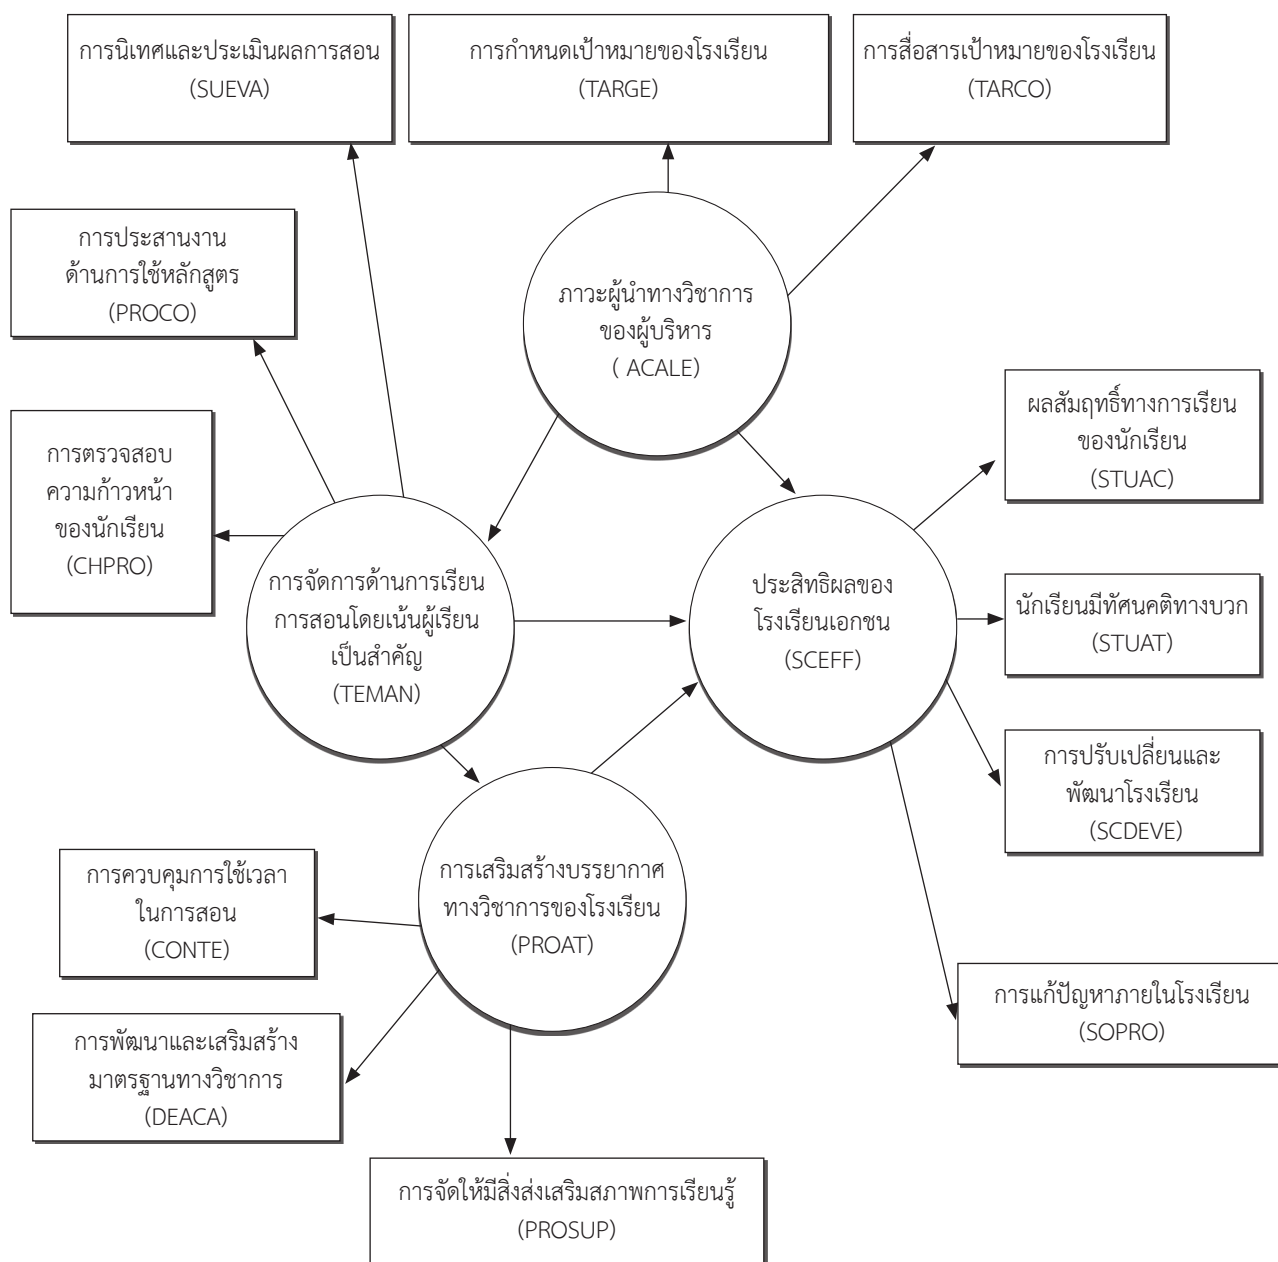 การนิเทศและประเมินผลการสอน
(SUEVA)
การกำหนดเป้าหมายของโรงเรียน
(TARGE)
การสื่อสารเป้าหมายของโรงเรียน
(TARCO)
การประสานงาน
ด้านการใช้หลักสูตร
(PROCO)
ภาวะผู้นำทางวิชาการ
ของผู้บริหาร
( ACALE)
ผลสัมฤทธิ์ทางการเรียน
ของนักเรียน
(STUAC)
การตรวจสอบ
ความก้าวหน้า
ของนักเรียน
(CHPRO)
การจัดการด้านการเรียน
การสอนโดยเน้นผู้เรียน
เป็นสำคัญ
(TEMAN)
ประสิทธิผลของ
โรงเรียนเอกชน
(SCEFF)
นักเรียนมีทัศนคติทางบวก
(STUAT)
การปรับเปลี่ยนและ
พัฒนาโรงเรียน
(SCDEVE)
การควบคุมการใช้เวลา
ในการสอน
(CONTE)
การเสริมสร้างบรรยากาศ
ทางวิชาการของโรงเรียน
(PROAT)
การแก้ปัญหาภายในโรงเรียน
(SOPRO)
การพัฒนาและเสริมสร้าง
มาตรฐานทางวิชาการ
(DEACA)
การจัดให้มีสิ่งส่งเสริมสภาพการเรียนรู้
(PROSUP)